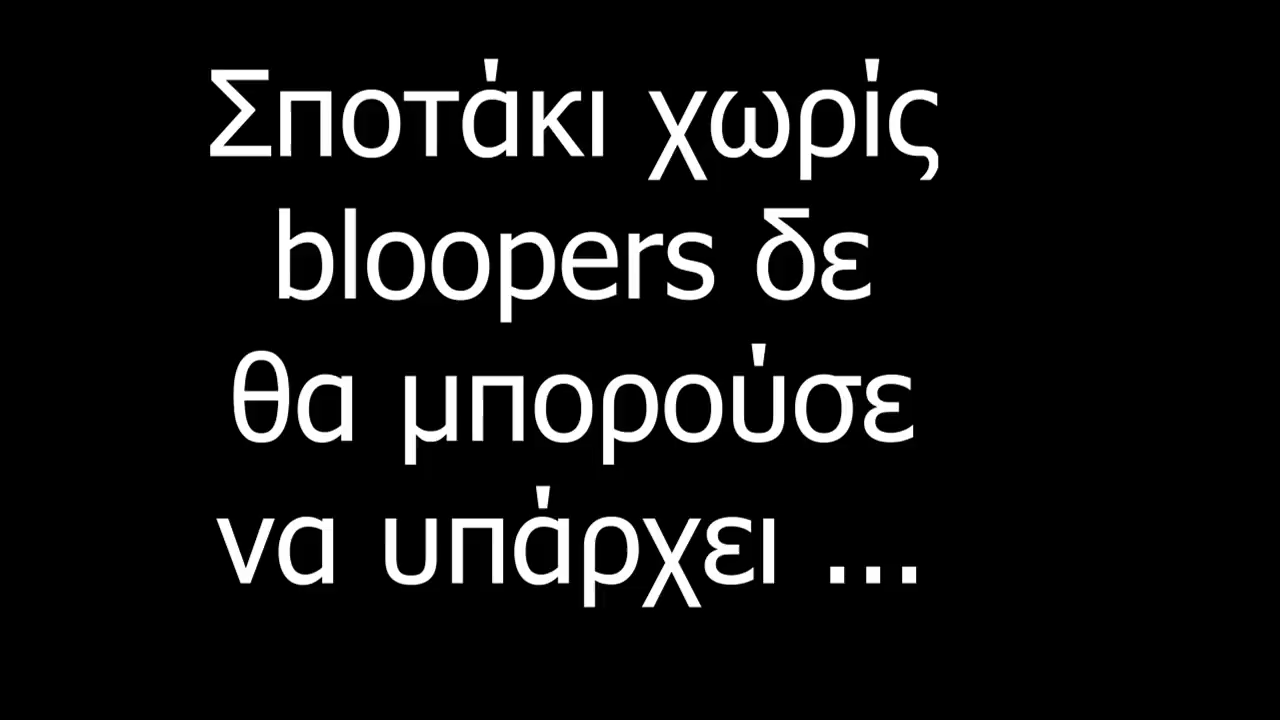 Σποτάκι χωρίς
bloopers δε
θα μπορούσε
να υπάρχει ...